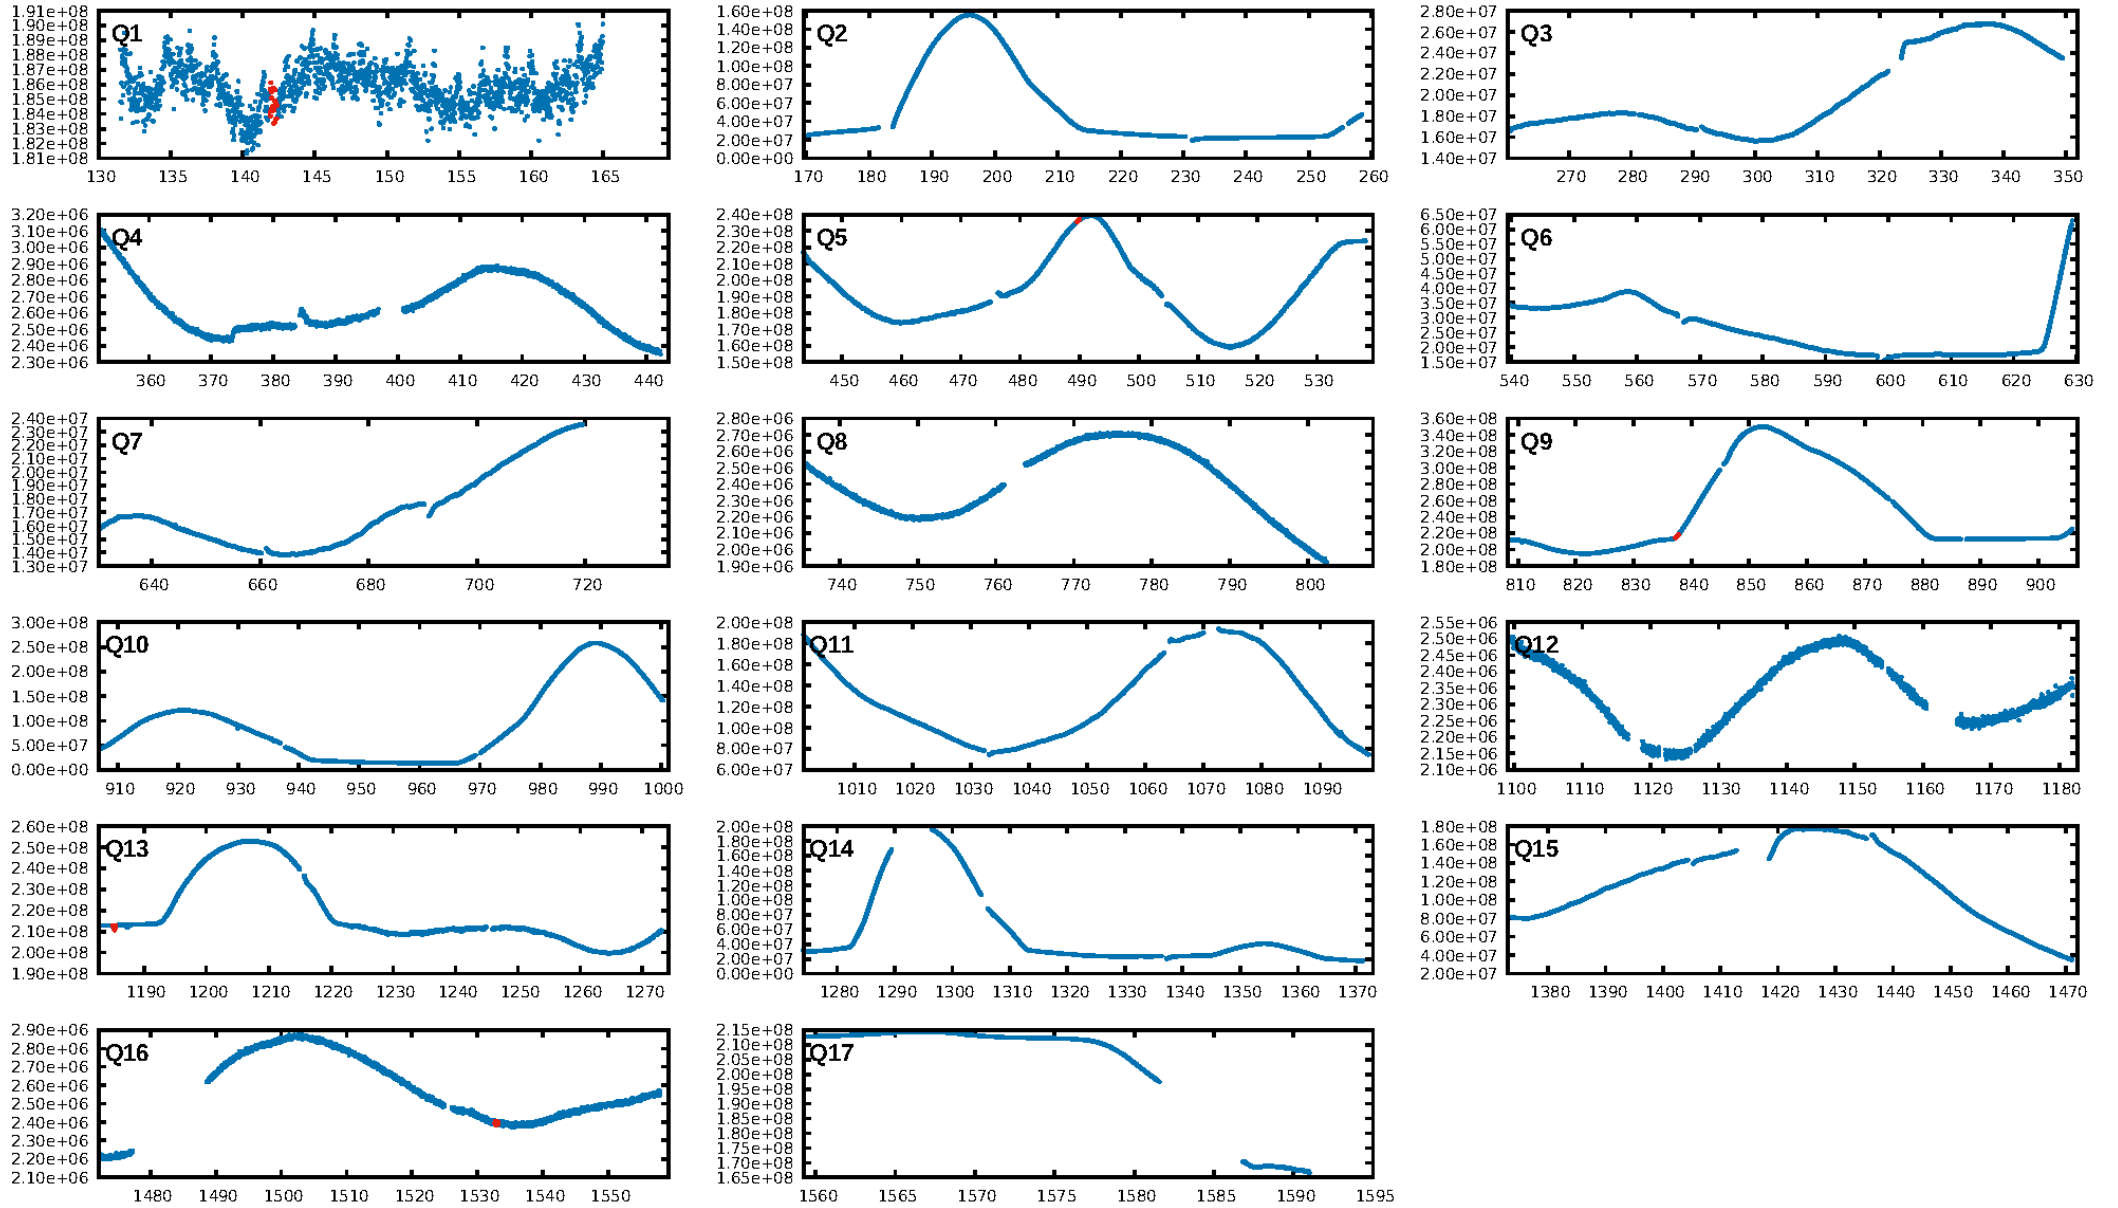 1.91e+08
1.90e+08
1.89e+08
1.88e+08
1.87e+08
1.86e+08
1.85e+08
1.84e+08
1.83e+08
1.82e+08
1.81e+08
Q1
130 135 140 145 150 155 160 165
1.60e+08
1.40e+08
1.20e+08
1.00e+08
8.00e+07
6.00e+07
4.00e+07
2.00e+07
0.00e+00
Q2
170 180 190 200 210 220 230 240 250 260
2.80e+07
2.60e+07
2.40e+07
2.20e+07
2.00e+07
1.80e+07
1.60e+07
1.40e+07
Q3
270 280 290 300 310 320 330 340 350
3.20e+06
3.10e+06
3.00e+06
2.90e+06
2.80e+06
2.70e+06
2.60e+06
2.50e+06
2.40e+06
2.30e+06
Q4
360 370 380 390 400 410 420 430 440
2.40e+08
2.30e+08
2.20e+08
2.10e+08
2.00e+08
1.90e+08
1.80e+08
1.70e+08
1.60e+08
1.50e+08
Q5
450 460 470 480 490 500 510 520 530
6.50e+07
6.00e+07
5.50e+07
5.00e+07
4.50e+07
4.00e+07
3.50e+07
3.00e+07
2.50e+07
2.00e+07
1.50e+07
Q6
540 550 560 570 580 590 600 610 620 630
2.40e+07
2.30e+07
2.20e+07
2.10e+07
2.00e+07
1.90e+07
1.80e+07
1.70e+07
1.60e+07
1.50e+07
1.40e+07
1.30e+07
Q7
640 660 680 700 720
2.80e+06
2.70e+06
2.60e+06
2.50e+06
2.40e+06
2.30e+06
2.20e+06
2.10e+06
2.00e+06
1.90e+06
Q8
740 750 760 770 780 790 800
3.60e+08
3.40e+08
3.20e+08
3.00e+08
2.80e+08
2.60e+08
2.40e+08
2.20e+08
2.00e+08
1.80e+08
Q9
810 820 830 840 850 860 870 880 890 900
3.00e+08
2.50e+08
2.00e+08
1.50e+08
1.00e+08
5.00e+07
0.00e+00
Q10
910 920 930 940 950 960 970 980 990 1000
2.00e+08
1.80e+08
1.60e+08
1.40e+08
1.20e+08
1.00e+08
8.00e+07
6.00e+07
Q11
1010 1020 1030 1040 1050 1060 1070 1080 1090
2.55e+06
2.50e+06
2.45e+06
2.40e+06
2.35e+06
2.30e+06
2.25e+06
2.20e+06
2.15e+06
2.10e+06
Q12
1100 1110 1120 1130 1140 1150 1160 1170 1180
2.60e+08
2.50e+08
2.40e+08
2.30e+08
2.20e+08
2.10e+08
2.00e+08
1.90e+08
Q13
1190 1200 1210 1220 1230 1240 1250 1260 1270
2.00e+08
1.80e+08
1.60e+08
1.40e+08
1.20e+08
1.00e+08
8.00e+07
6.00e+07
4.00e+07
2.00e+07
0.00e+00
Q14
1280 1290 1300 1310 1320 1330 1340 1350 1360 1370
1.80e+08
1.60e+08
1.40e+08
1.20e+08
1.00e+08
8.00e+07
6.00e+07
4.00e+07
2.00e+07
Q15
1380 1390 1400 1410 1420 1430 1440 1450 1460 1470
2.90e+06
2.80e+06
2.70e+06
2.60e+06
2.50e+06
2.40e+06
2.30e+06
2.20e+06
2.10e+06
Q16
1480 1490 1500 1510 1520 1530 1540 1550
2.15e+08
2.10e+08
2.05e+08
2.00e+08
1.95e+08
1.90e+08
1.85e+08
1.80e+08
1.75e+08
1.70e+08
1.65e+08
Q17
1560 1565 1570 1575 1580 1585 1590 1595